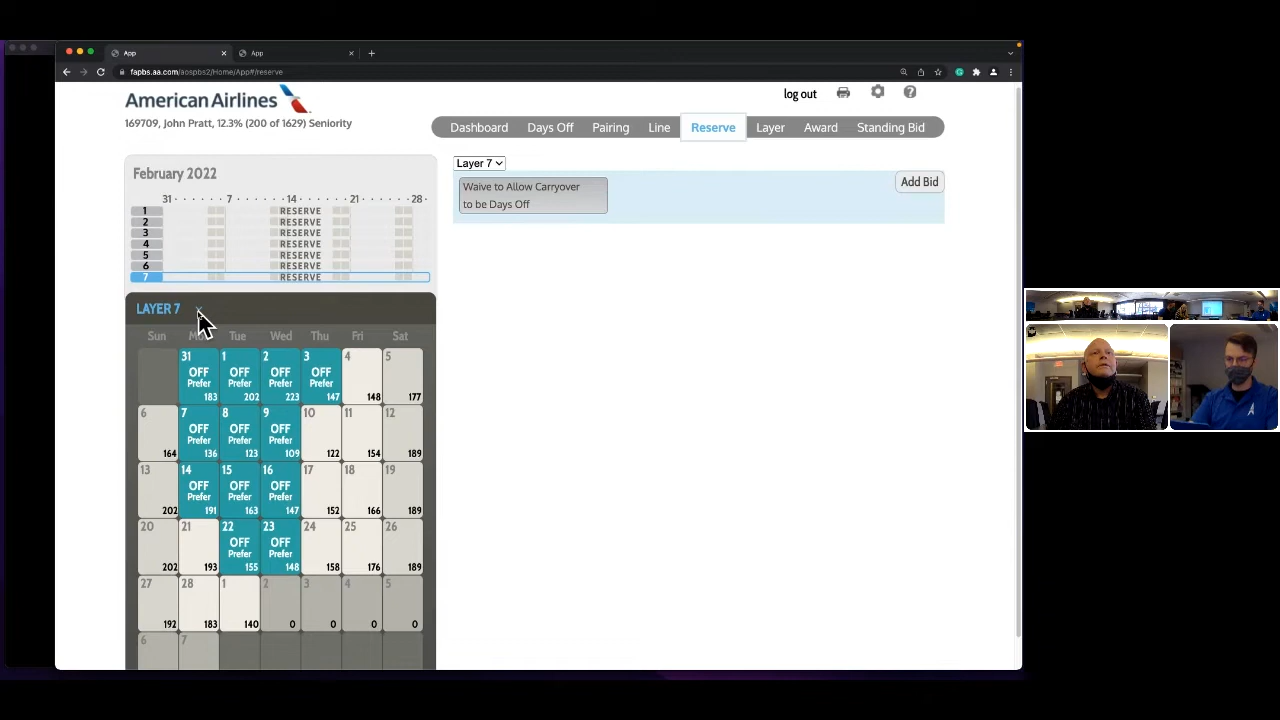 App
App
fapbs.aa.com/aospbs2/Home/App#/reserve
American Airlines
log out
169709, John Pratt, 12.3% (200 of 1629) Seniority
Dashboard Days Off Pairing Line Reserve Layer Award Standing Bid
February 2022
31 7 14 21 28
1 RESERVE
2 RESERVE
3 RESERVE
4 RESERVE
5 RESERVE
6 RESERVE
7 RESERVE
Layer 7
Waive to Allow Carryover
to be Days Off
Add Bid
LAYER 7
Sun Mo Tue Wed Thu Fri Sat
31 1 2 3 4 5
OFF OFF OFF OFF
Prefer Prefer Prefer Prefer
183 202 223 147 148 177
6 7 8 9 10 11 12
OFF OFF OFF
Prefer Prefer Prefer
164 136 123 109 122 154 189
13 14 15 16 17 18 19
OFF OFF OFF
Prefer Prefer Prefer
202 191 163 147 152 166 189
20 21 22 23 24 25 26
OFF OFF
Prefer Prefer
202 193 155 148 158 176 189
27 28 1 2 3 4 5
192 183 140 0 0 0 0
6 7